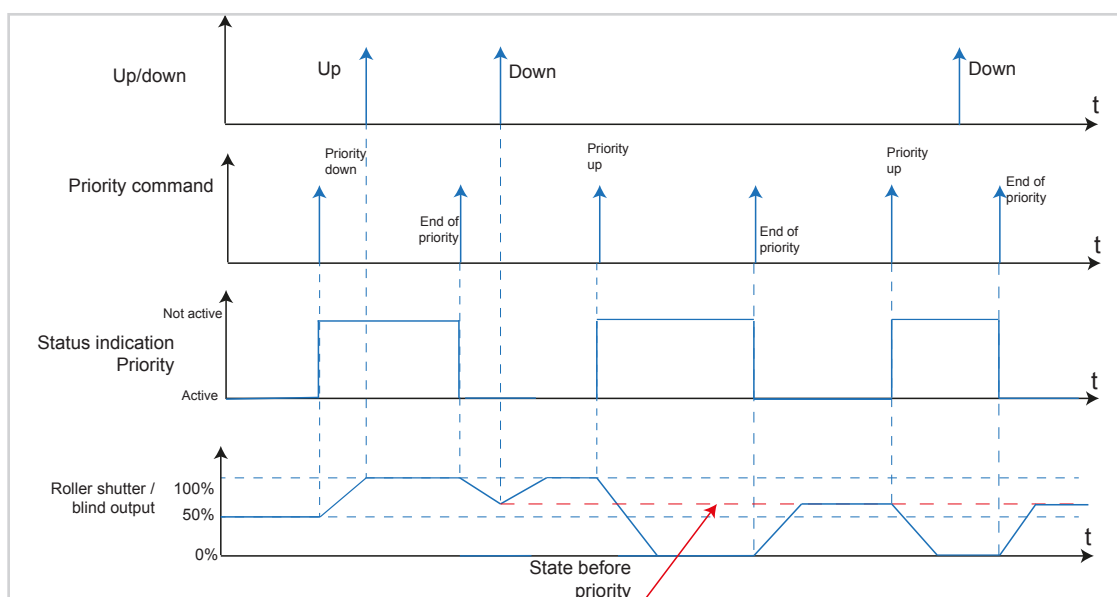 Up/down
Up
Down
Down
t
Priority command
Priority
down
End of
priority
Priority
up
End of
priority
Priority
up
End of
priority
t
Status indication
Priority
Not active
Active
t
Roller shutter /
blind output
100%
50%
0%
t
State before
priority